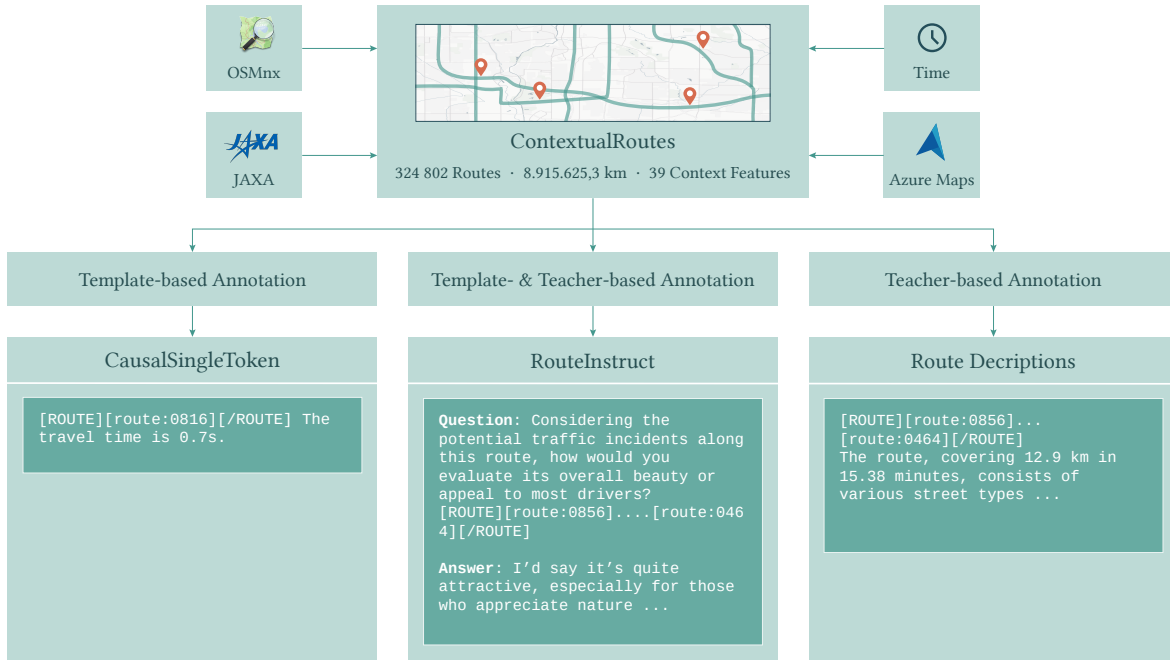 OSMnx
Time
JAXA
JAXA
Azure Maps
ContextualRoutes
324 802 Routes · 8.915.625,3 km · 39 Context Features
Template-based Annotation
Template- & Teacher-based Annotation
Teacher-based Annotation
CausalSingleToken
[ROUTE][route:0816][/ROUTE] The
travel time is 0.7s.
RouteInstruct
Question: Considering the
potential traffic incidents along
this route, how would you
evaluate its overall beauty or
appeal to most drivers?
[ROUTE][route:0856]....[route:046
4][/ROUTE]
Answer: I’d say it’s quite
attractive, especially for those
who appreciate nature ...
Route Decriptions
[ROUTE][route:0856]...
[route:0464][/ROUTE]
The route, covering 12.9 km in
15.38 minutes, consists of
various street types ...